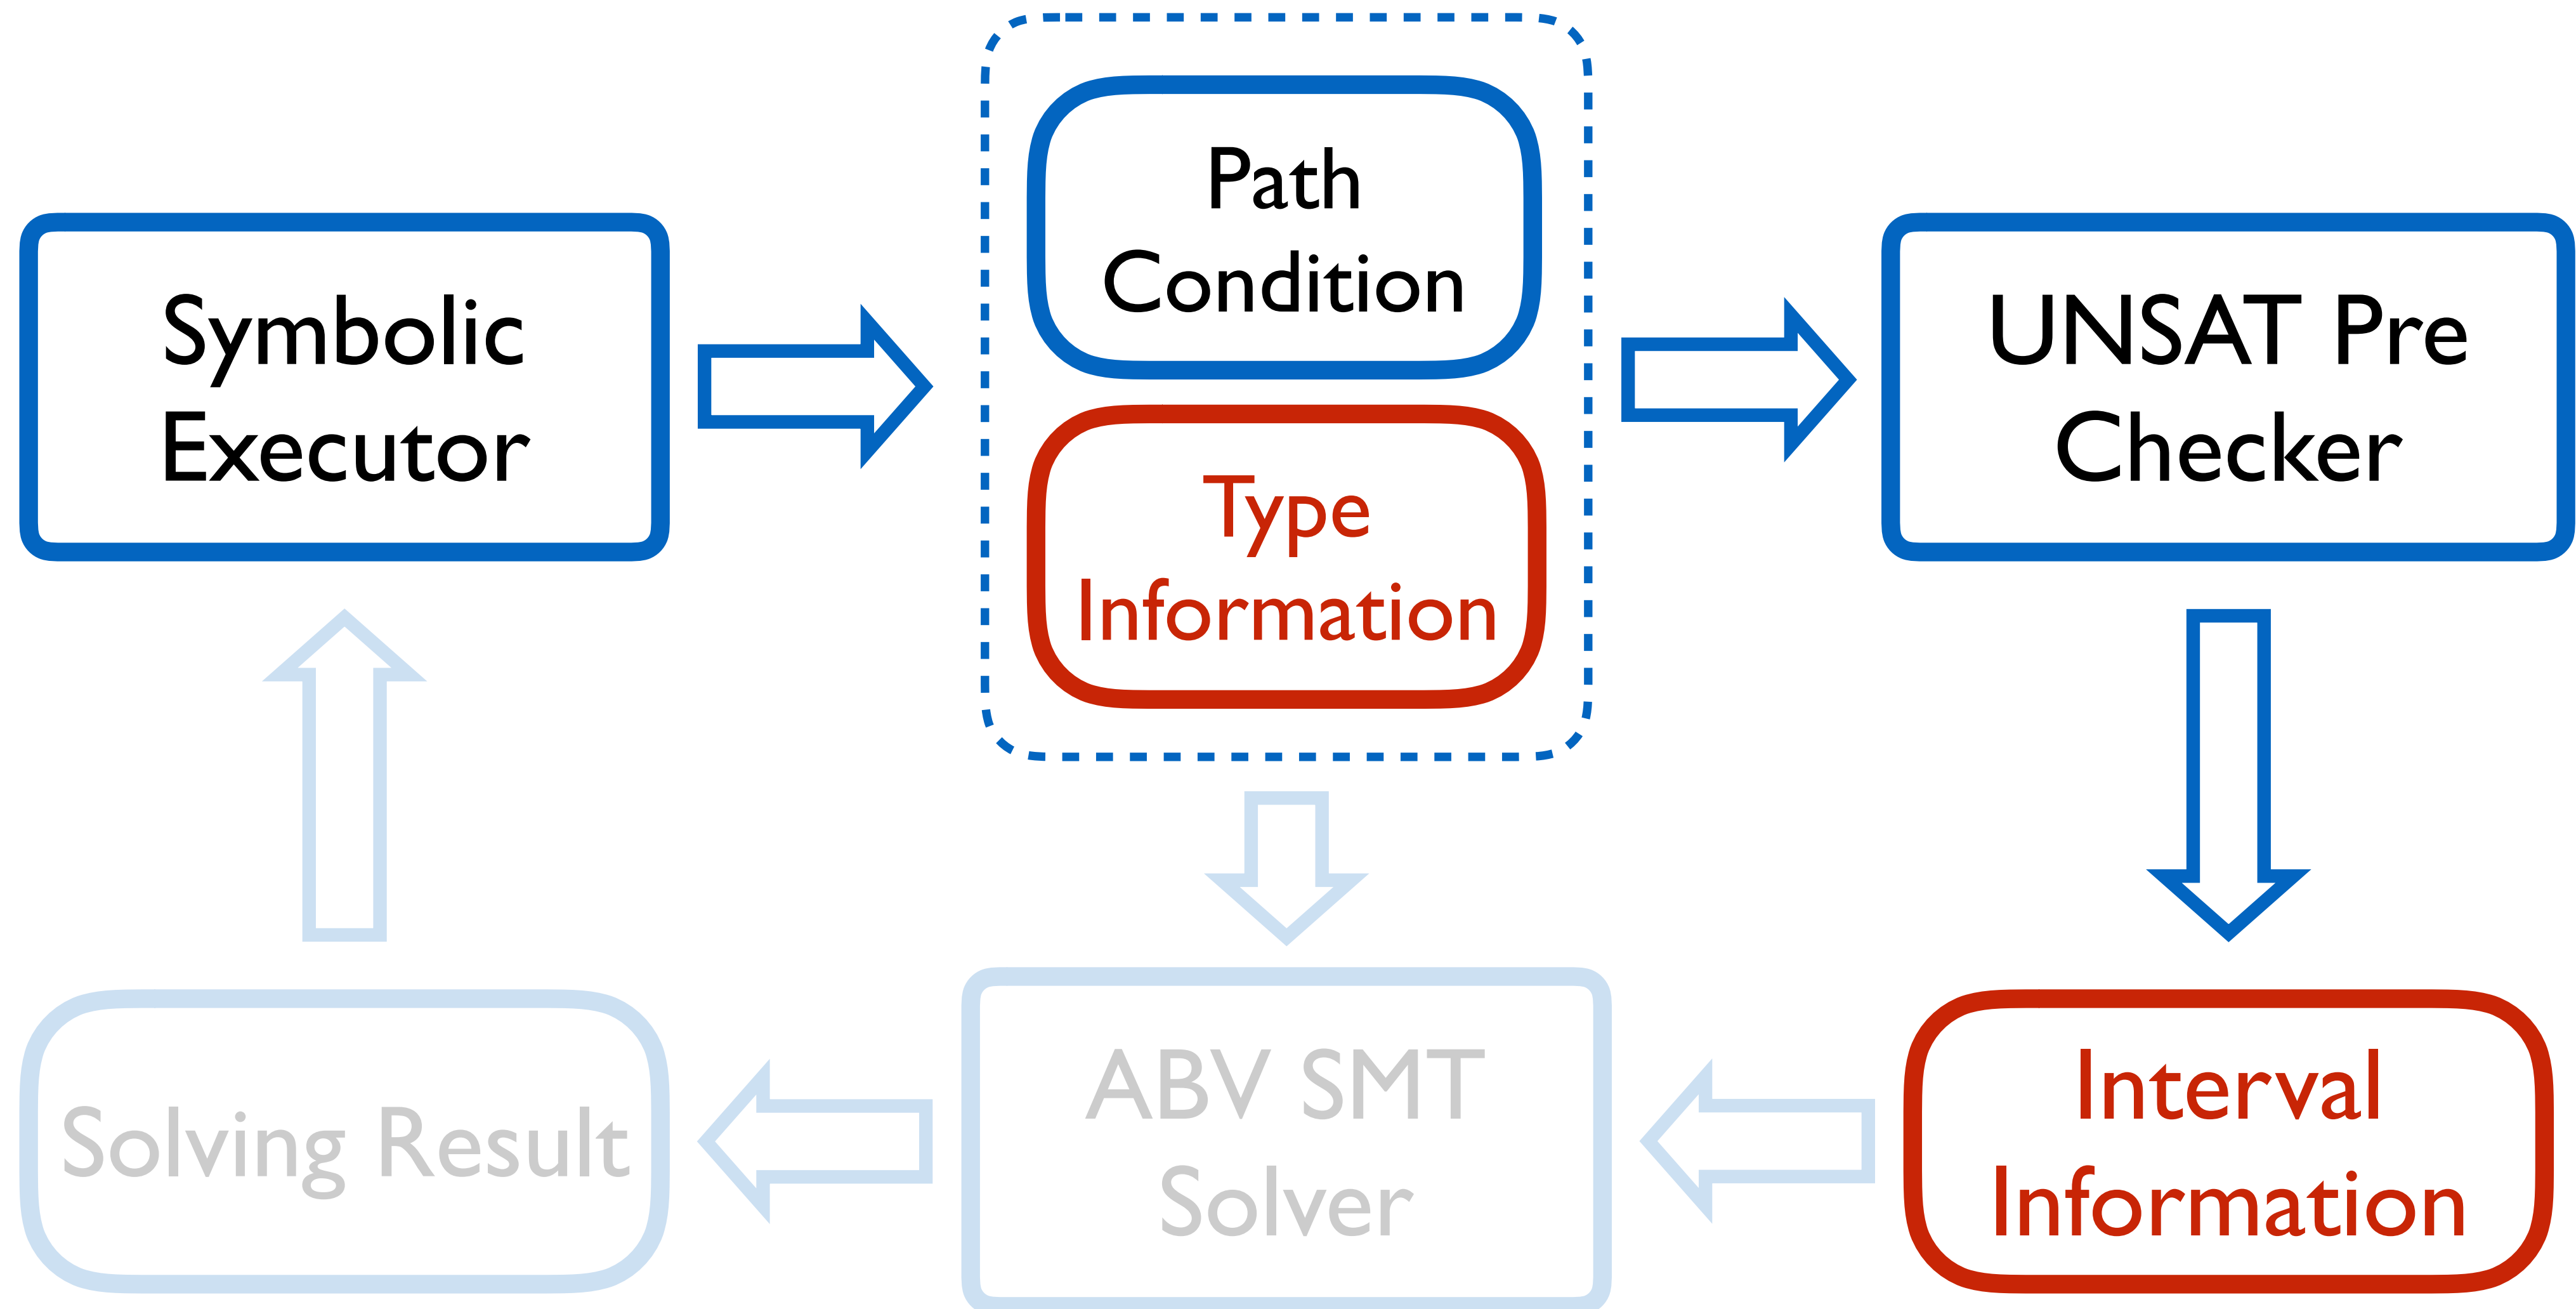 Symbolic
Executor
Path
Condition
Type
Information
UNSAT Pre
Checker
Solving Result
ABV SMT
Solver
Interval
Information